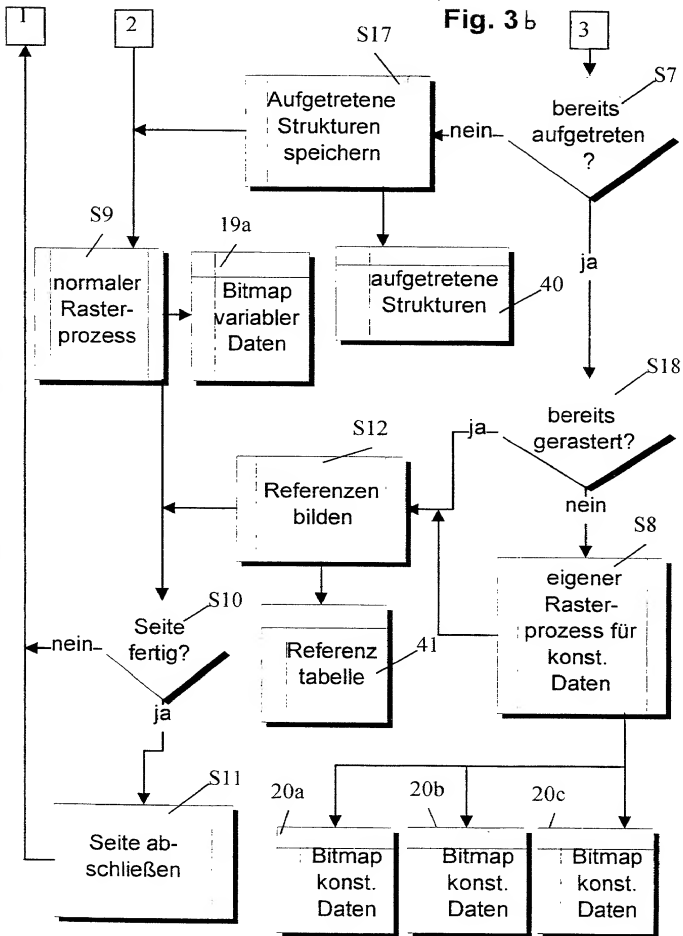 1
2
Fig. 3b
3
S17
S7
Aufgetretene
Strukturen
speichern
nein
bereits
aufgetreten
?
S9
19a
ja
normaler
Raster-
prozess
Bitmap
variabler
Daten
aufgetretene
Strukturen
40
S18
S12
ja
bereits
gerastert?
Referenzen
bilden
nein
S8
S10
Seite
fertig?
nein
ja
Referenz
tabelle
41
eigener
Raster-
prozess für
konst.
Daten
S11
Seite ab-
schließen
20a
20b
20c
Bitmap
konst.
Daten
Bitmap
konst.
Daten
Bitmap
konst.
Daten